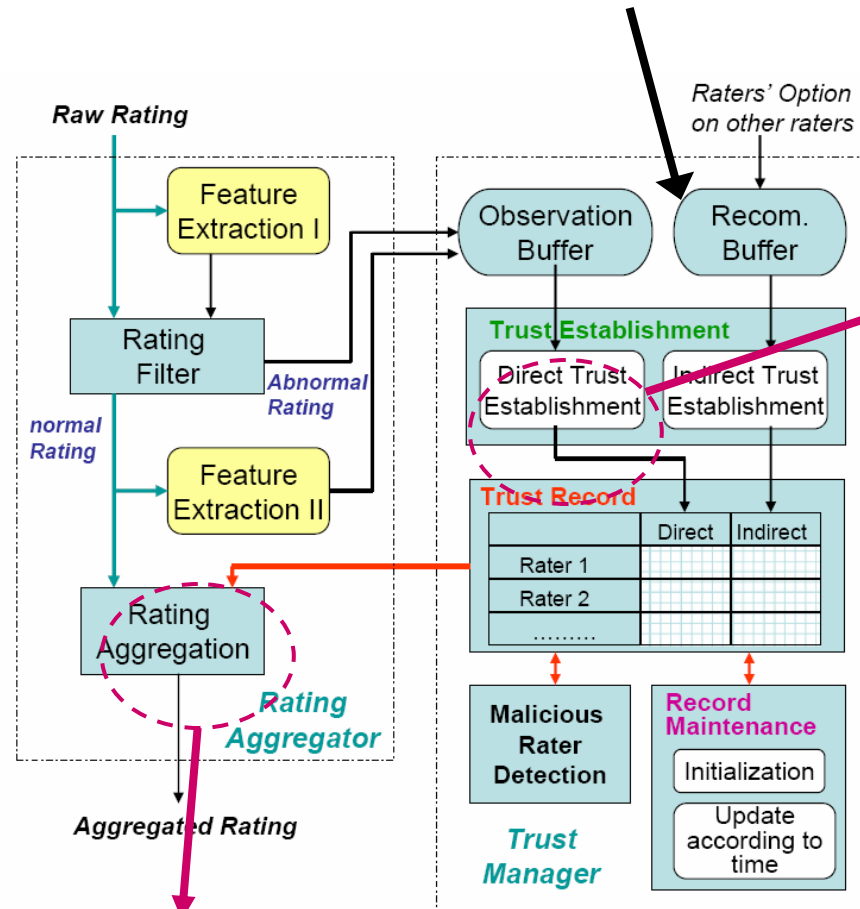 Raw Rating
Raters' Option
on other raters
Feature
Extraction I
Observation
Buffer
Recom.
Buffer
Rating
Filter
Abnormal
Rating
normal
Rating
Trust Establishment
Direct Trust
Establishment
Indirect Trust
Establishment
Feature
Extraction II
Trust Record
Direct
Indirect
Rater 1
Rater 2
.........
Rating
Aggregation
Rating
Aggregator
Malicious
Rater
Detection
Record
Maintenance
Initialization
Update
according to
time
Aggregated Rating
Trust
Manager